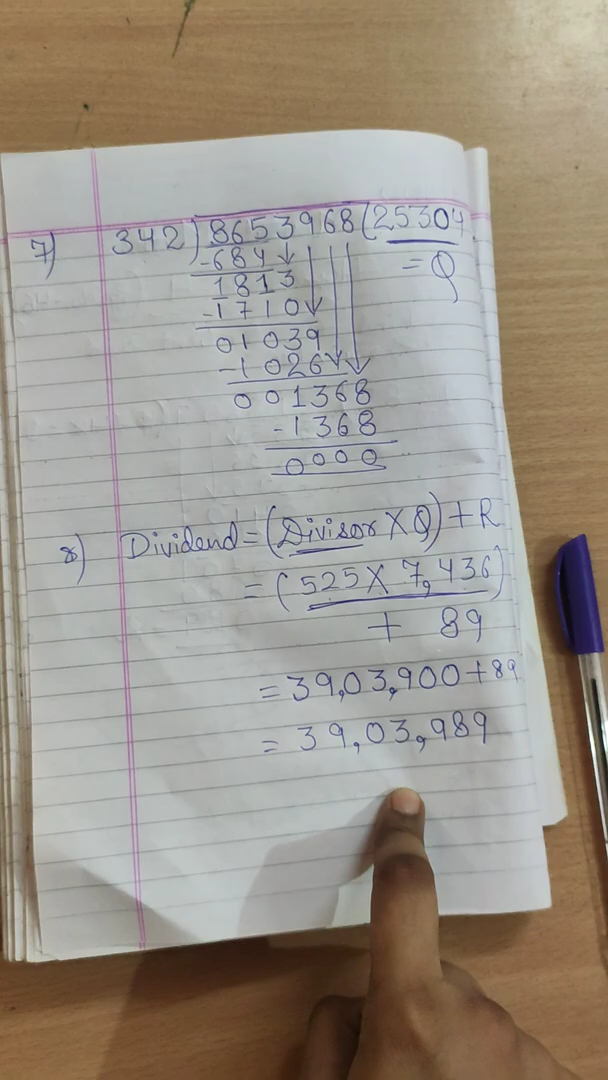 7) 342) 8653968 (25304
-684 = Q
1813
-1710
01039
-1026
001368
-1368
0000
8) Dividend = (Divisor X Q) + R
= (525 X 7,436)
+ 89
= 39,03,900 + 89
= 39,03,989